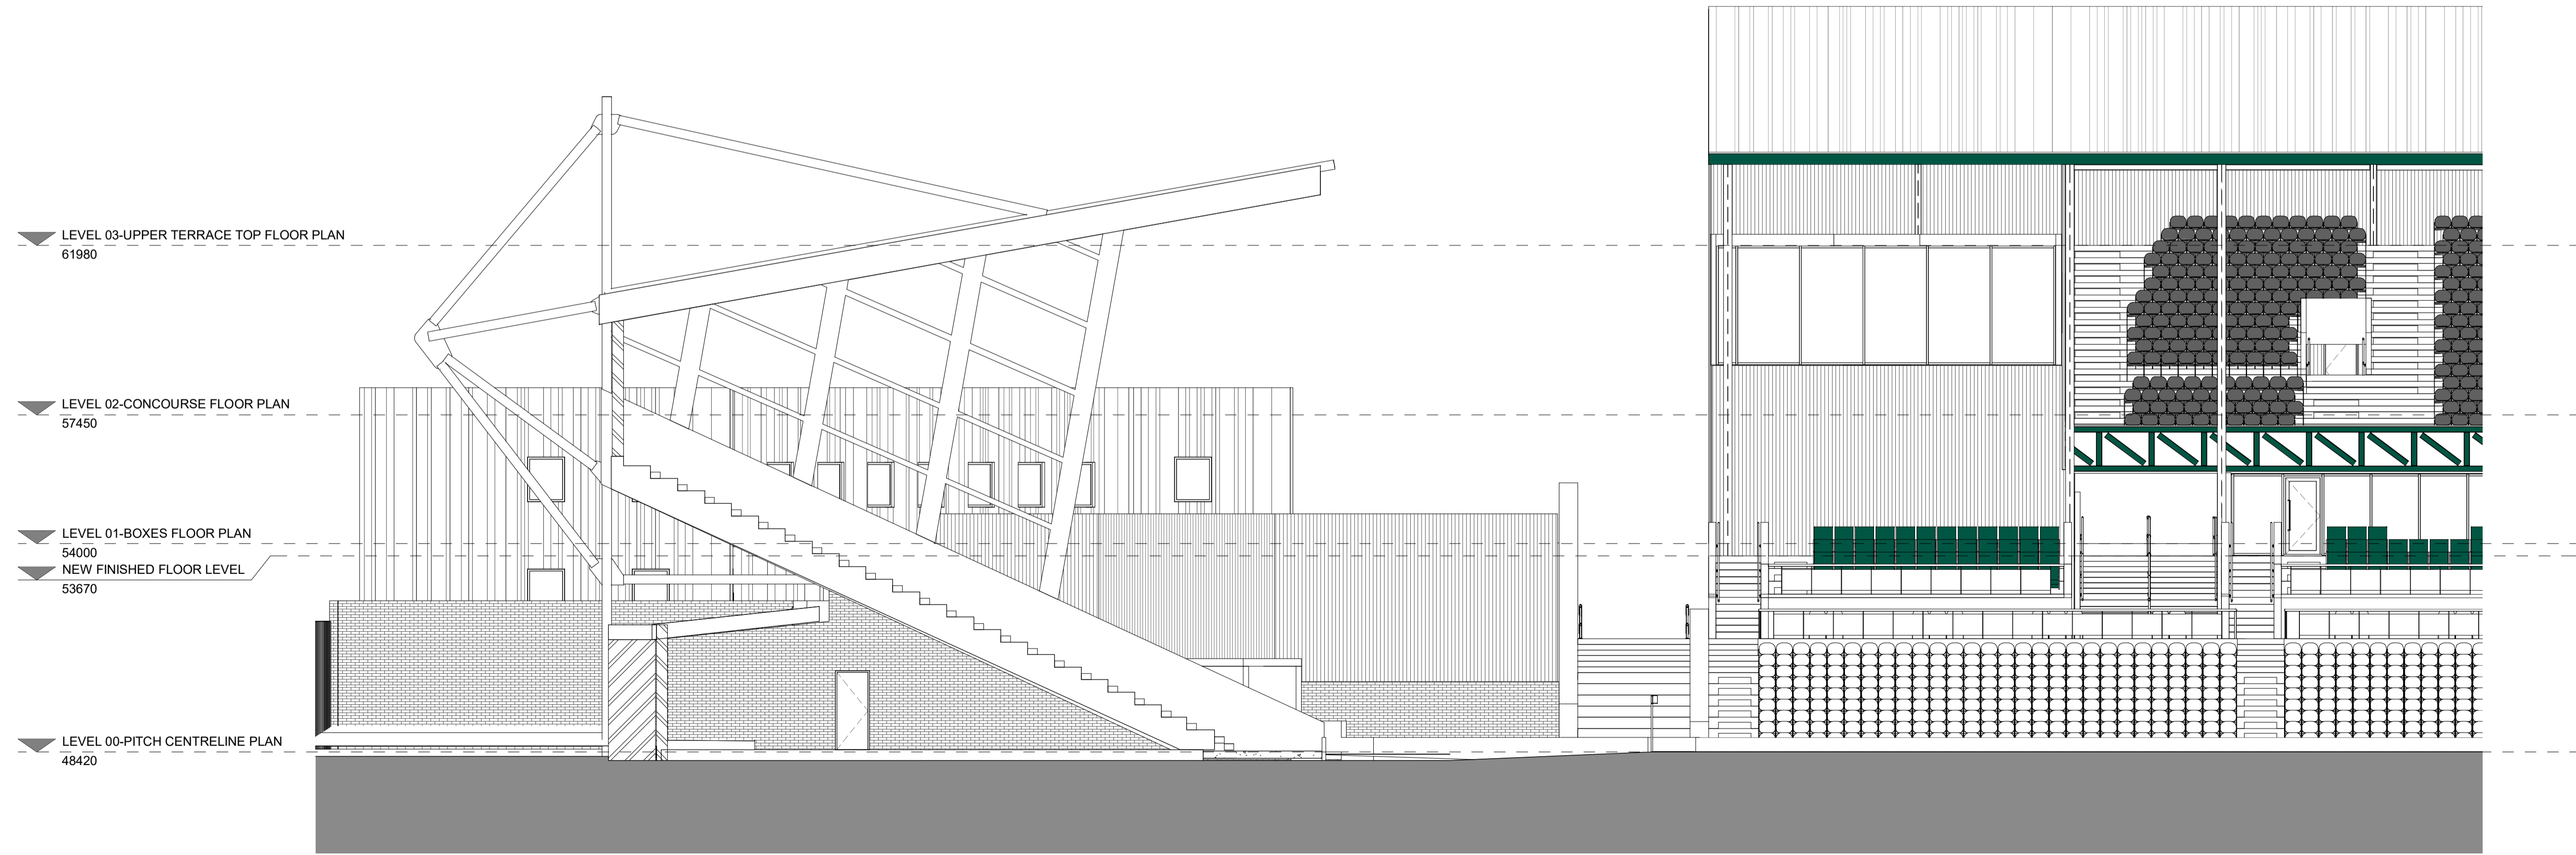 LEVEL 03-UPPER TERRACE TOP FLOOR PLAN
61980
LEVEL 02-CONCOURSE FLOOR PLAN
57450
LEVEL 01-BOXES FLOOR PLAN
54000
NEW FINISHED FLOOR LEVEL
53670
LEVEL 00-PITCH CENTRELINE PLAN
48420